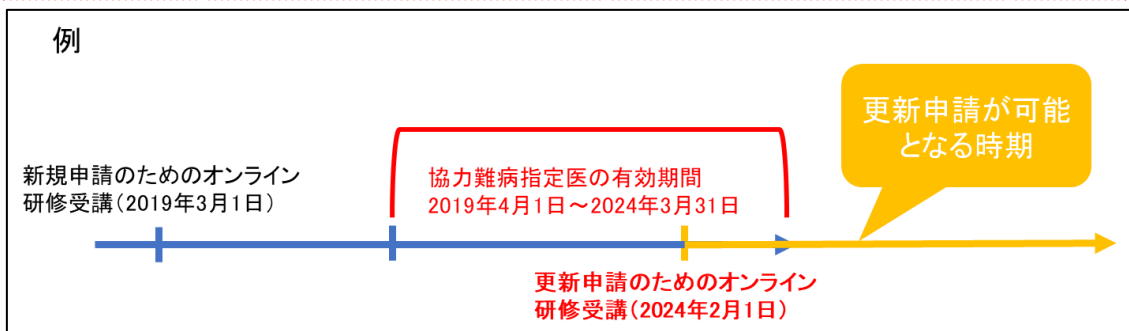 例
更新申請が可能
となる時期
新規申請のためのオンライン
研修受講(2019年3月1日)
協力難病指定医の有効期間
2019年4月1日～2024年3月31日
更新申請のためのオンライン
研修受講(2024年2月1日)